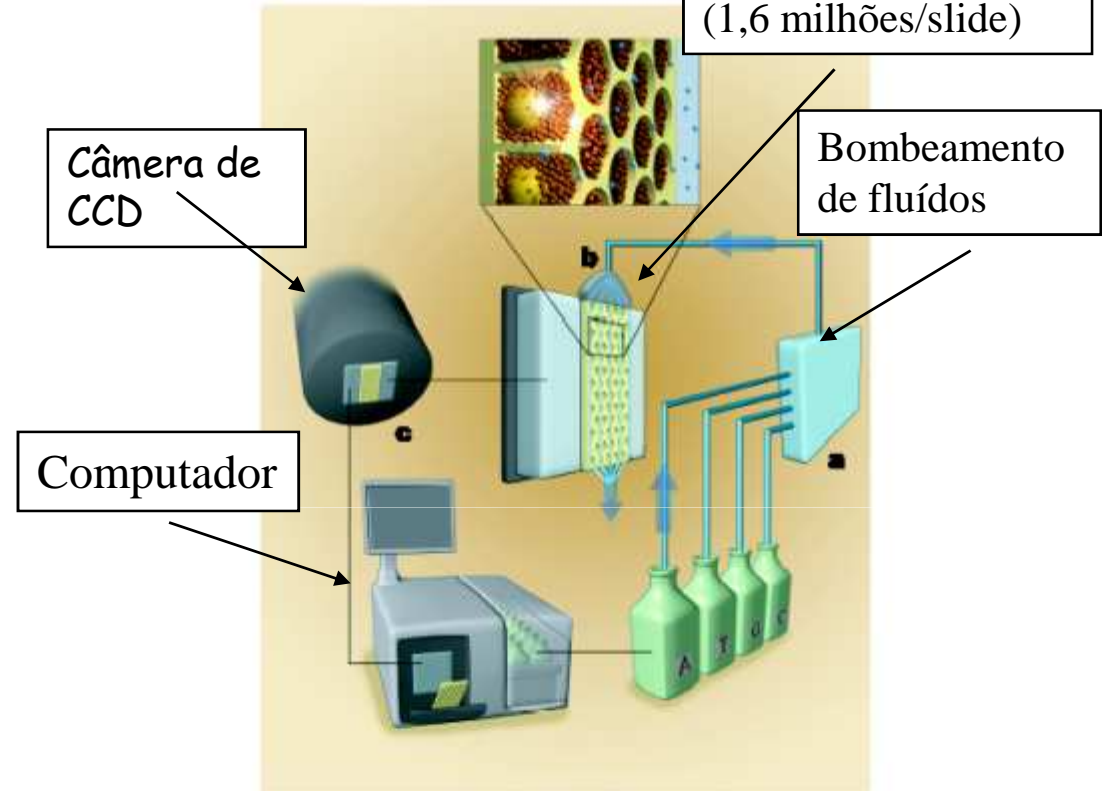 (1,6 milhões/slide)
Câmera de
CCD
Bombeamento
de fluídos
b
c
a
Computador
A
T
G
C